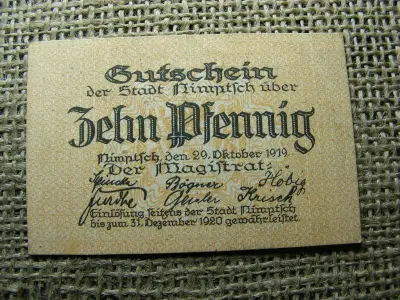 Gutschein
der Stadt Nimptsch über
Zehn Pfennig
Nimptsch, den 29. Oktober 1919
Der Magistrat:
Bögner
Einlösung seitens der Stadt Nimptsch
bis zum 31. Dezember 1920 gewährleistet.